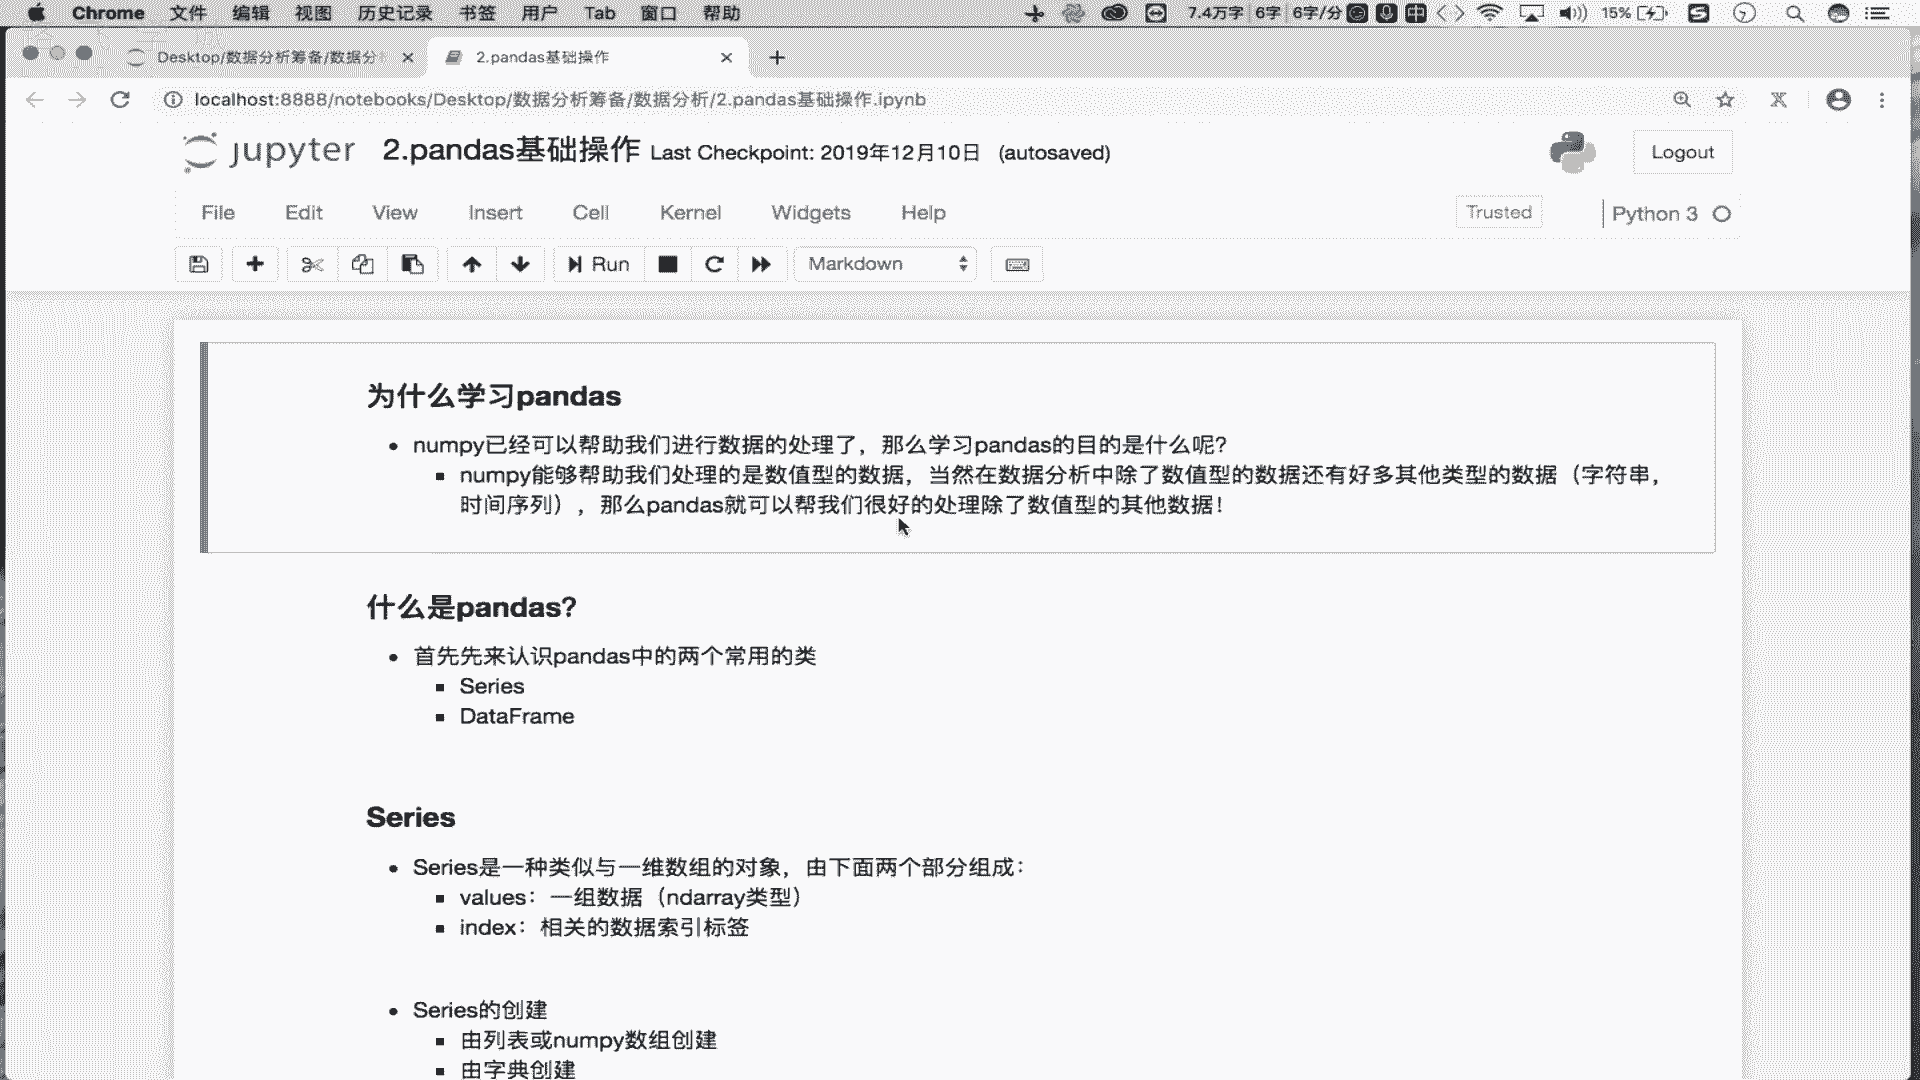 Chrome 文件 编辑 视图 历史记录 书签 用户 Tab 窗口 帮助 7.4万字 6字 6字/分 中 15%
Desktop/数据分析筹备/数据分 2.pandas基础操作
localhost:8888/notebooks/Desktop/数据分析筹备/数据分析/2.pandas基础操作.ipynb
jupyter 2.pandas基础操作 Last Checkpoint: 2019年12月10日 (autosaved) Logout
File Edit View Insert Cell Kernel Widgets Help Trusted Python 3
Run Markdown
为什么学习pandas
numpy已经可以帮助我们进行数据的处理了，那么学习pandas的目的是什么呢？
numpy能够帮助我们处理的是数值型的数据，当然在数据分析中除了数值型的数据还有好多其他类型的数据（字符串，
时间序列），那么pandas就可以帮我们很好的处理除了数值型的其他数据！
什么是pandas?
首先先来认识pandas中的两个常用的类
Series
DataFrame
Series
Series是一种类似与一维数组的对象，由下面两个部分组成：
values：一组数据（ndarray类型）
index：相关的数据索引标签
Series的创建
由列表或numpy数组创建
由字典创建